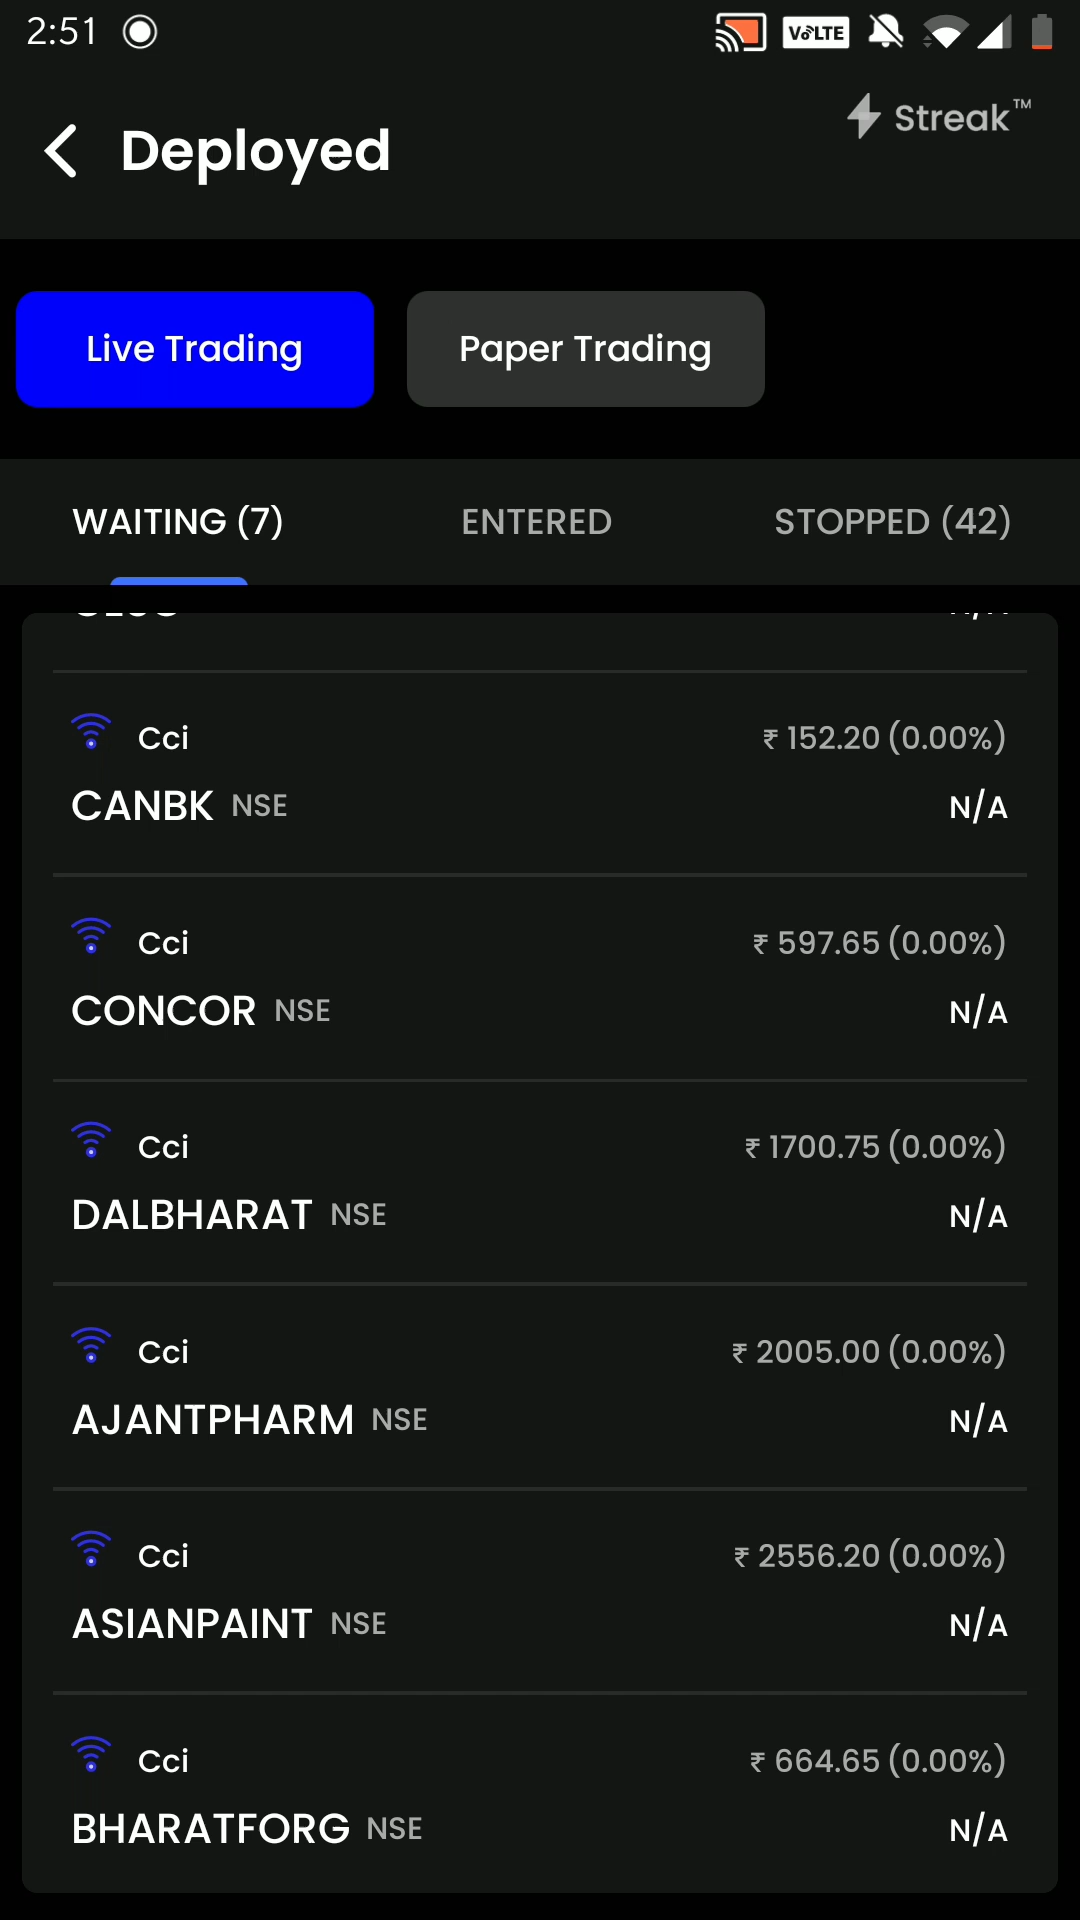 2:51 VoLTE
Streak™
Deployed
Live Trading Paper Trading
WAITING (7) ENTERED STOPPED (42)
Cci ₹ 152.20 (0.00%)
CANBK NSE N/A
Cci ₹ 597.65 (0.00%)
CONCOR NSE N/A
Cci ₹ 1700.75 (0.00%)
DALBHARAT NSE N/A
Cci ₹ 2005.00 (0.00%)
AJANTPHARM NSE N/A
Cci ₹ 2556.20 (0.00%)
ASIANPAINT NSE N/A
Cci ₹ 664.65 (0.00%)
BHARATFORG NSE N/A